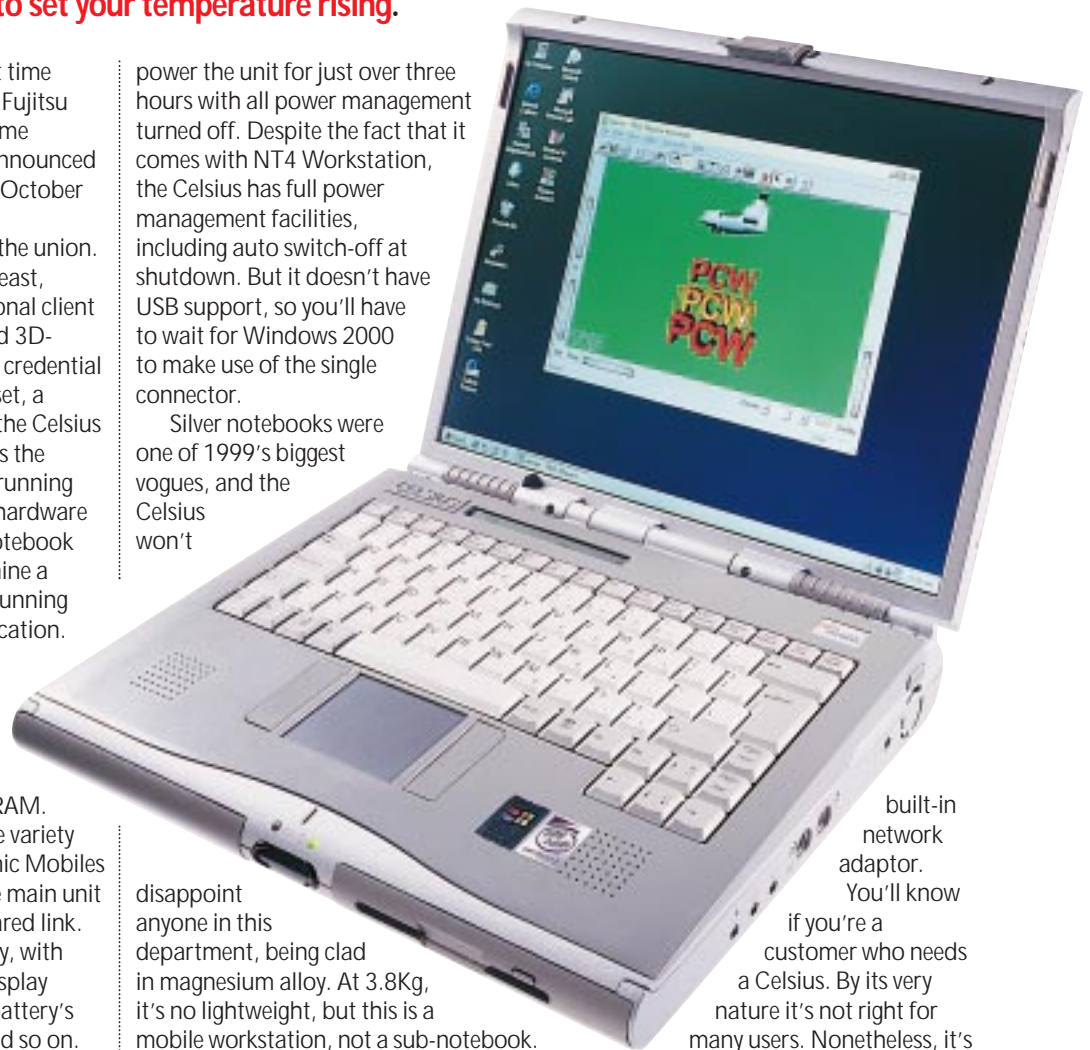 to set your temperature rising.
t time
Fujitsu
me
nnounced
October
the union.
east,
onal client
d 3D-
credential
set, a
the Celsius
s the
running
hardware
otebook
ine a
unning
cation.
RAM.
e variety
nic Mobiles
e main unit
ared link.
y, with
splay
attery's
d so on.
power the unit for just over three
hours with all power management
turned off. Despite the fact that it
comes with NT4 Workstation,
the Celsius has full power
management facilities,
including auto switch-off at
shutdown. But it doesn't have
USB support, so you'll have
to wait for Windows 2000
to make use of the single
connector.
Silver notebooks were
one of 1999's biggest
vogues, and the
Celsius
won't
disappoint
anyone in this
department, being clad
in magnesium alloy. At 3.8Kg,
it's no lightweight, but this is a
mobile workstation, not a sub-notebook.
PCW
PCW
PCW
built-in
network
adaptor.
You'll know
if you're a
customer who needs
a Celsius. By its very
nature it's not right for
many users. Nonetheless, it's